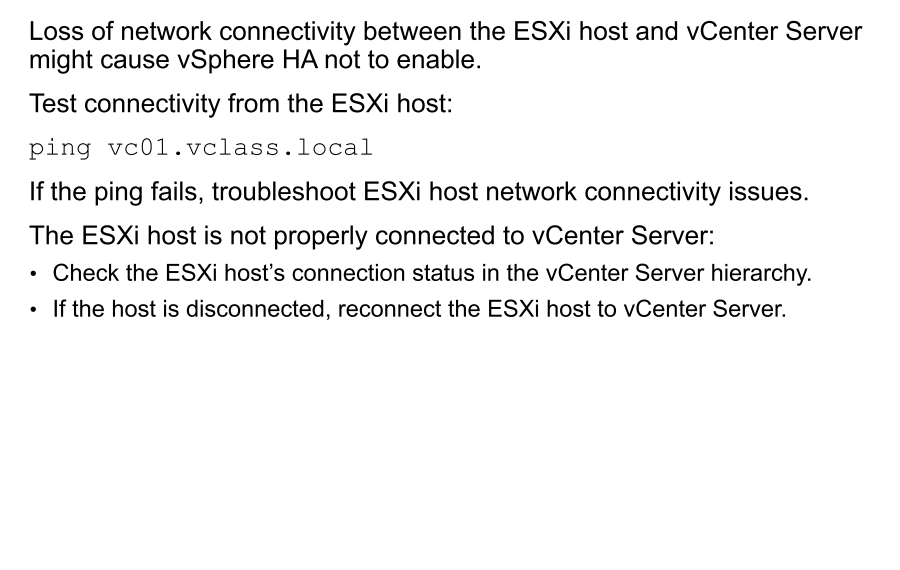 Loss of network connectivity between the ESXi host and vCenter Server
might cause vSphere HA not to enable.
Test connectivity from the ESXi host:
ping vc01.vclass.local
If the ping fails, troubleshoot ESXi host network connectivity issues.
The ESXi host is not properly connected to vCenter Server:
• Check the ESXi host’s connection status in the vCenter Server hierarchy.
• If the host is disconnected, reconnect the ESXi host to vCenter Server.